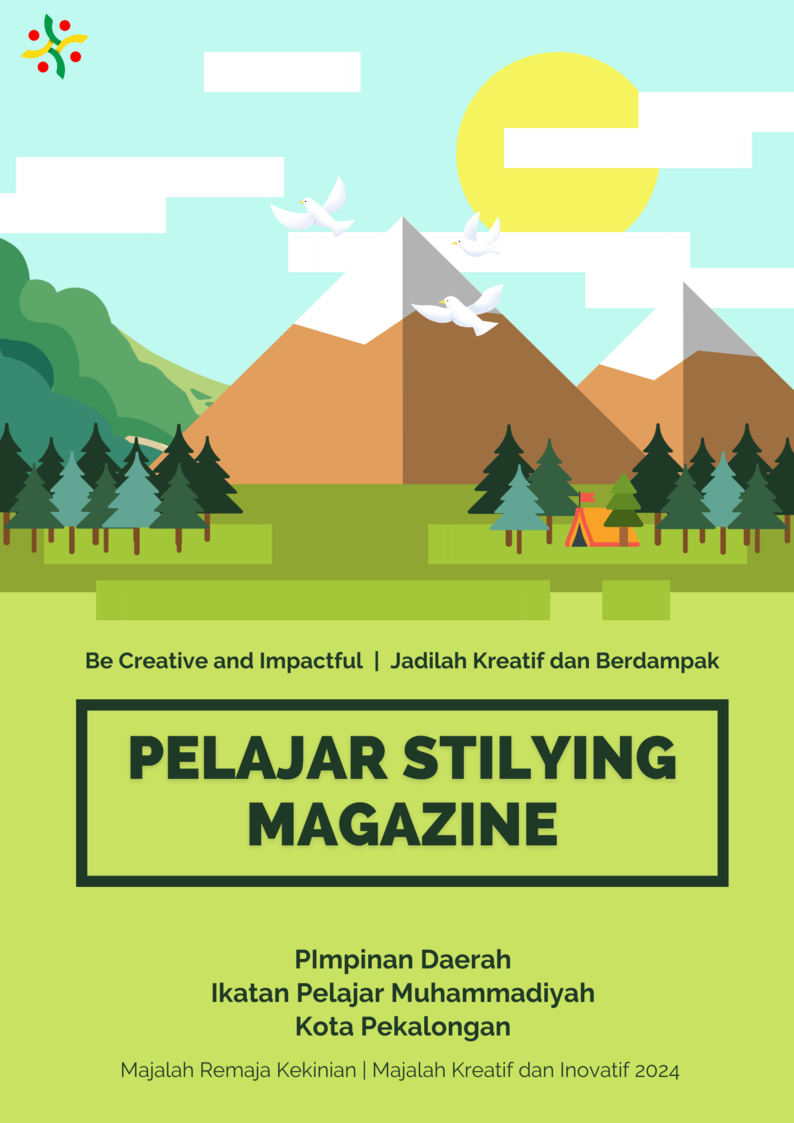 Be Creative and Impactful | Jadilah Kreatif dan Berdampak
PELAJAR STILYING
MAGAZINE
PImpinan Daerah
Ikatan Pelajar Muhammadiyah
Kota Pekalongan
Majalah Remaja Kekinian | Majalah Kreatif dan Inovatif 2024